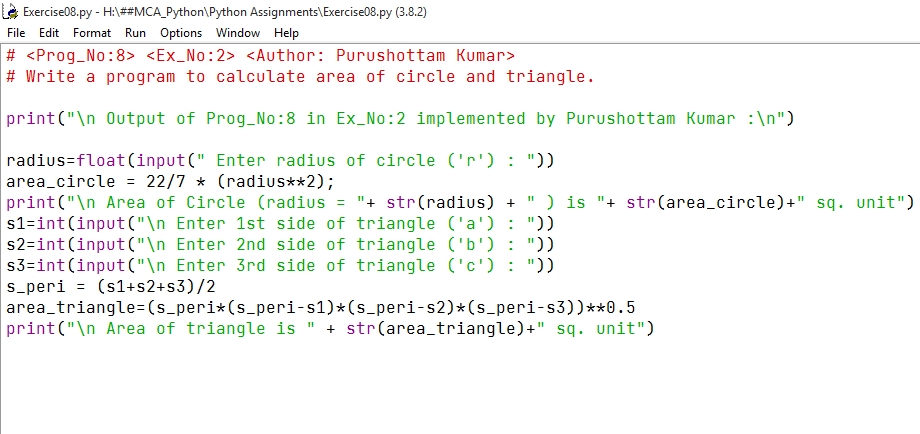 Exercise08.py - H:\##MCA_Python\Python Assignments\Exercise08.py (3.8.2)
File Edit Format Run Options Window Help
# <Prog_No:8> <Ex_No:2> <Author: Purushottam Kumar>
# Write a program to calculate area of circle and triangle.
print("\n Output of Prog_No:8 in Ex_No:2 implemented by Purushottam Kumar :\n")
radius=float(input(" Enter radius of circle ('r') : "))
area_circle = 22/7 * (radius**2);
print("\n Area of Circle (radius = "+ str(radius) + " ) is "+ str(area_circle)+" sq. unit")
s1=int(input("\n Enter 1st side of triangle ('a') : "))
s2=int(input("\n Enter 2nd side of triangle ('b') : "))
s3=int(input("\n Enter 3rd side of triangle ('c') : "))
s_peri = (s1+s2+s3)/2
area_triangle=(s_peri*(s_peri-s1)*(s_peri-s2)*(s_peri-s3))**0.5
print("\n Area of triangle is " + str(area_triangle)+" sq. unit")